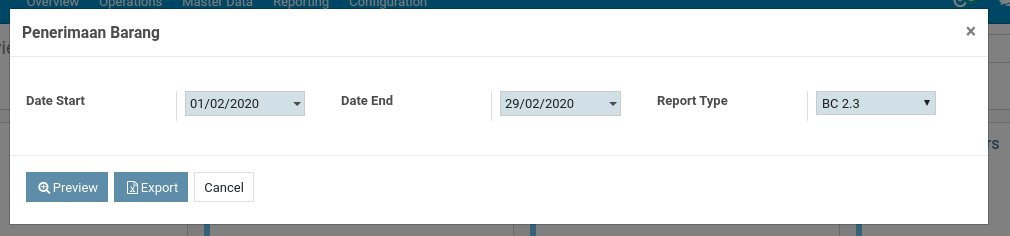 Overview Operations Master Data Reporting Configuration
Penerimaan Barang ×
Date Start 01/02/2020 Date End 29/02/2020 Report Type BC 2.3
Preview Export Cancel